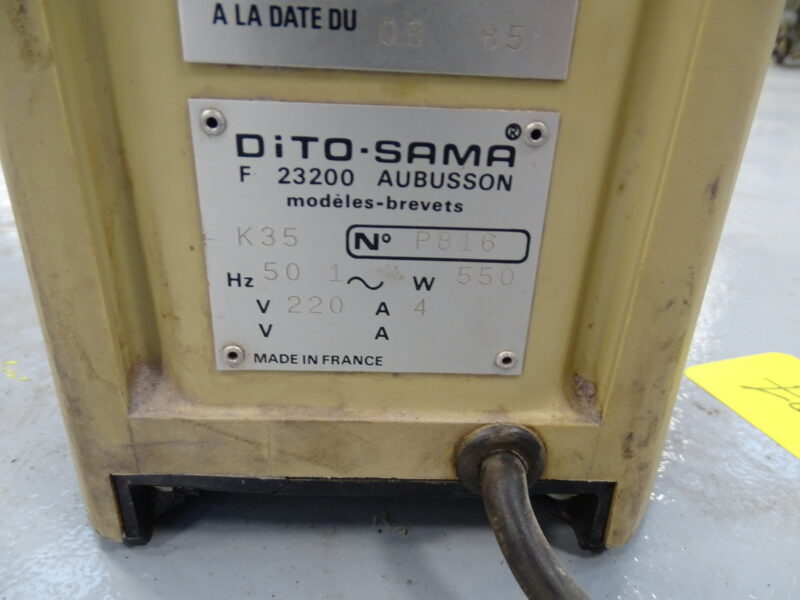 A LA DATE DU 08 85
DiTO-SAMA ®
F 23200 AUBUSSON
modèles-brevets
K35 Nº P816
Hz 50 1 ~ W 550
V 220 A 4
V A
MADE IN FRANCE